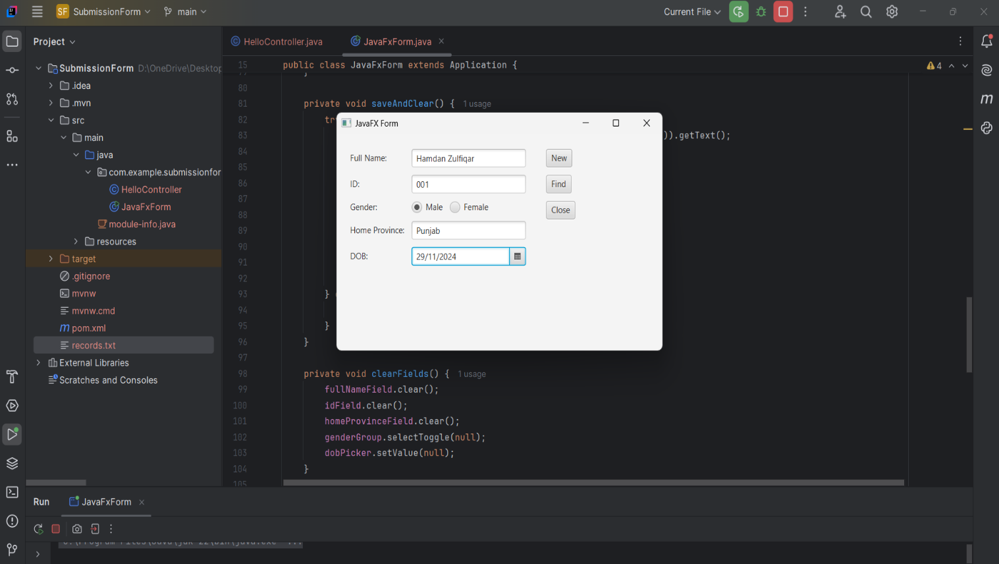 SF SubmissionForm main Current File
Project
HelloController.java JavaFxForm.java
SubmissionForm D:\OneDrive\Desktop
.idea
.mvn
src
main
java
com.example.submissionfor
HelloController
JavaFxForm
module-info.java
resources
target
.gitignore
mvnw
mvnw.cmd
pom.xml
records.txt
External Libraries
Scratches and Consoles
15 public class JavaFxForm extends Application { 4
}
80
81 private void saveAndClear() { 1 usage
82 tr
83 )).getText();
84
85
86
87
88
89
90
91
92
93 }
94
95 }
96 }
97
98 private void clearFields() { 1 usage
99 fullNameField.clear();
100 idField.clear();
101 homeProvinceField.clear();
102 genderGroup.selectToggle(null);
103 dobPicker.setValue(null);
104 }
105
JavaFX Form
Full Name: Hamdan Zulfiqar New
ID: 001 Find
Gender: Male Female Close
Home Province: Punjab
DOB: 29/11/2024
Run JavaFxForm